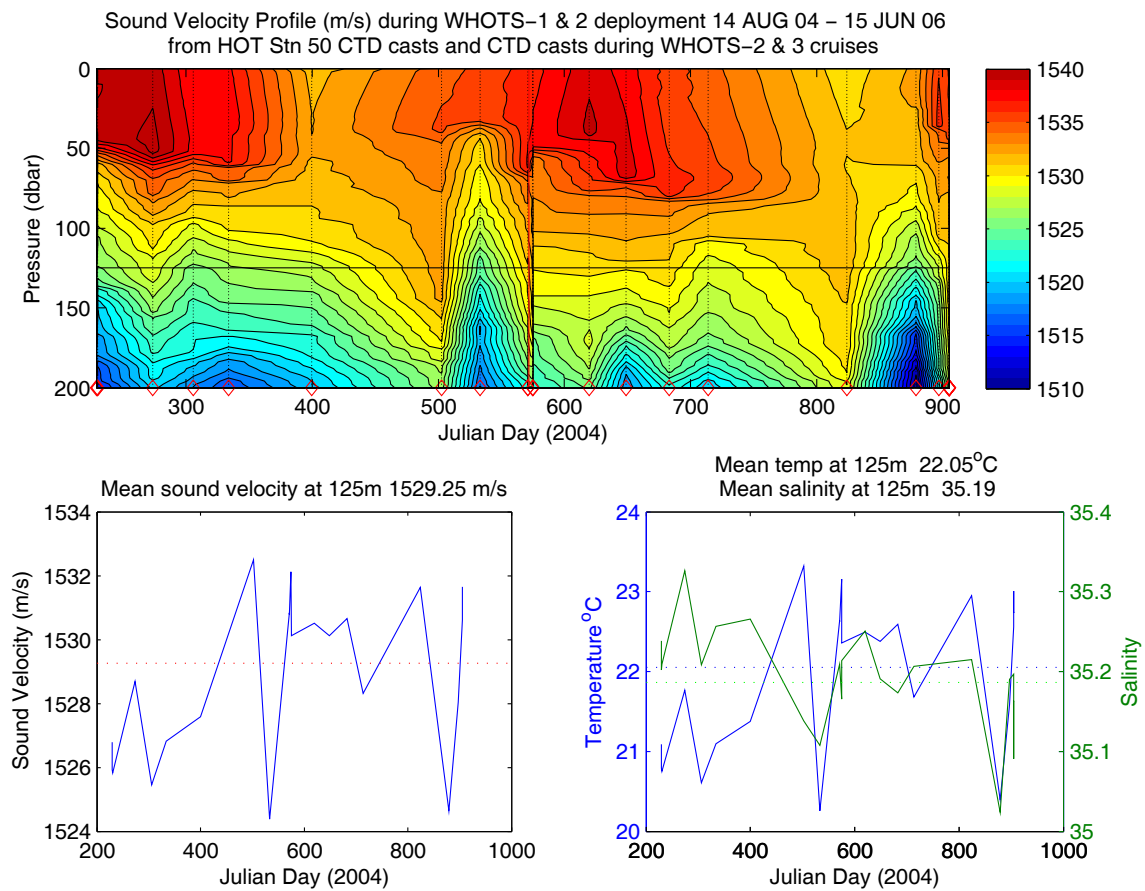 Sound Velocity Profile (m/s) during WHOTS−1 & 2 deployment 14 AUG 04 − 15 JUN 06
from HOT Stn 50 CTD casts and CTD casts during WHOTS−2 & 3 cruises
0
50
100
150
200
Pressure (dbar)
300 400 500 600 700 800 900
Julian Day (2004)
1540
1535
1530
1525
1520
1515
1510
Mean sound velocity at 125m 1529.25 m/s
1534
1532
1530
1528
1526
1524
Sound Velocity (m/s)
200 400 600 800 1000
Julian Day (2004)
Mean temp at 125m 22.05°C
Mean salinity at 125m 35.19
24
23
22
21
20
Temperature °C
35.4
35.3
35.2
35.1
35
Salinity
200 400 600 800 1000
Julian Day (2004)